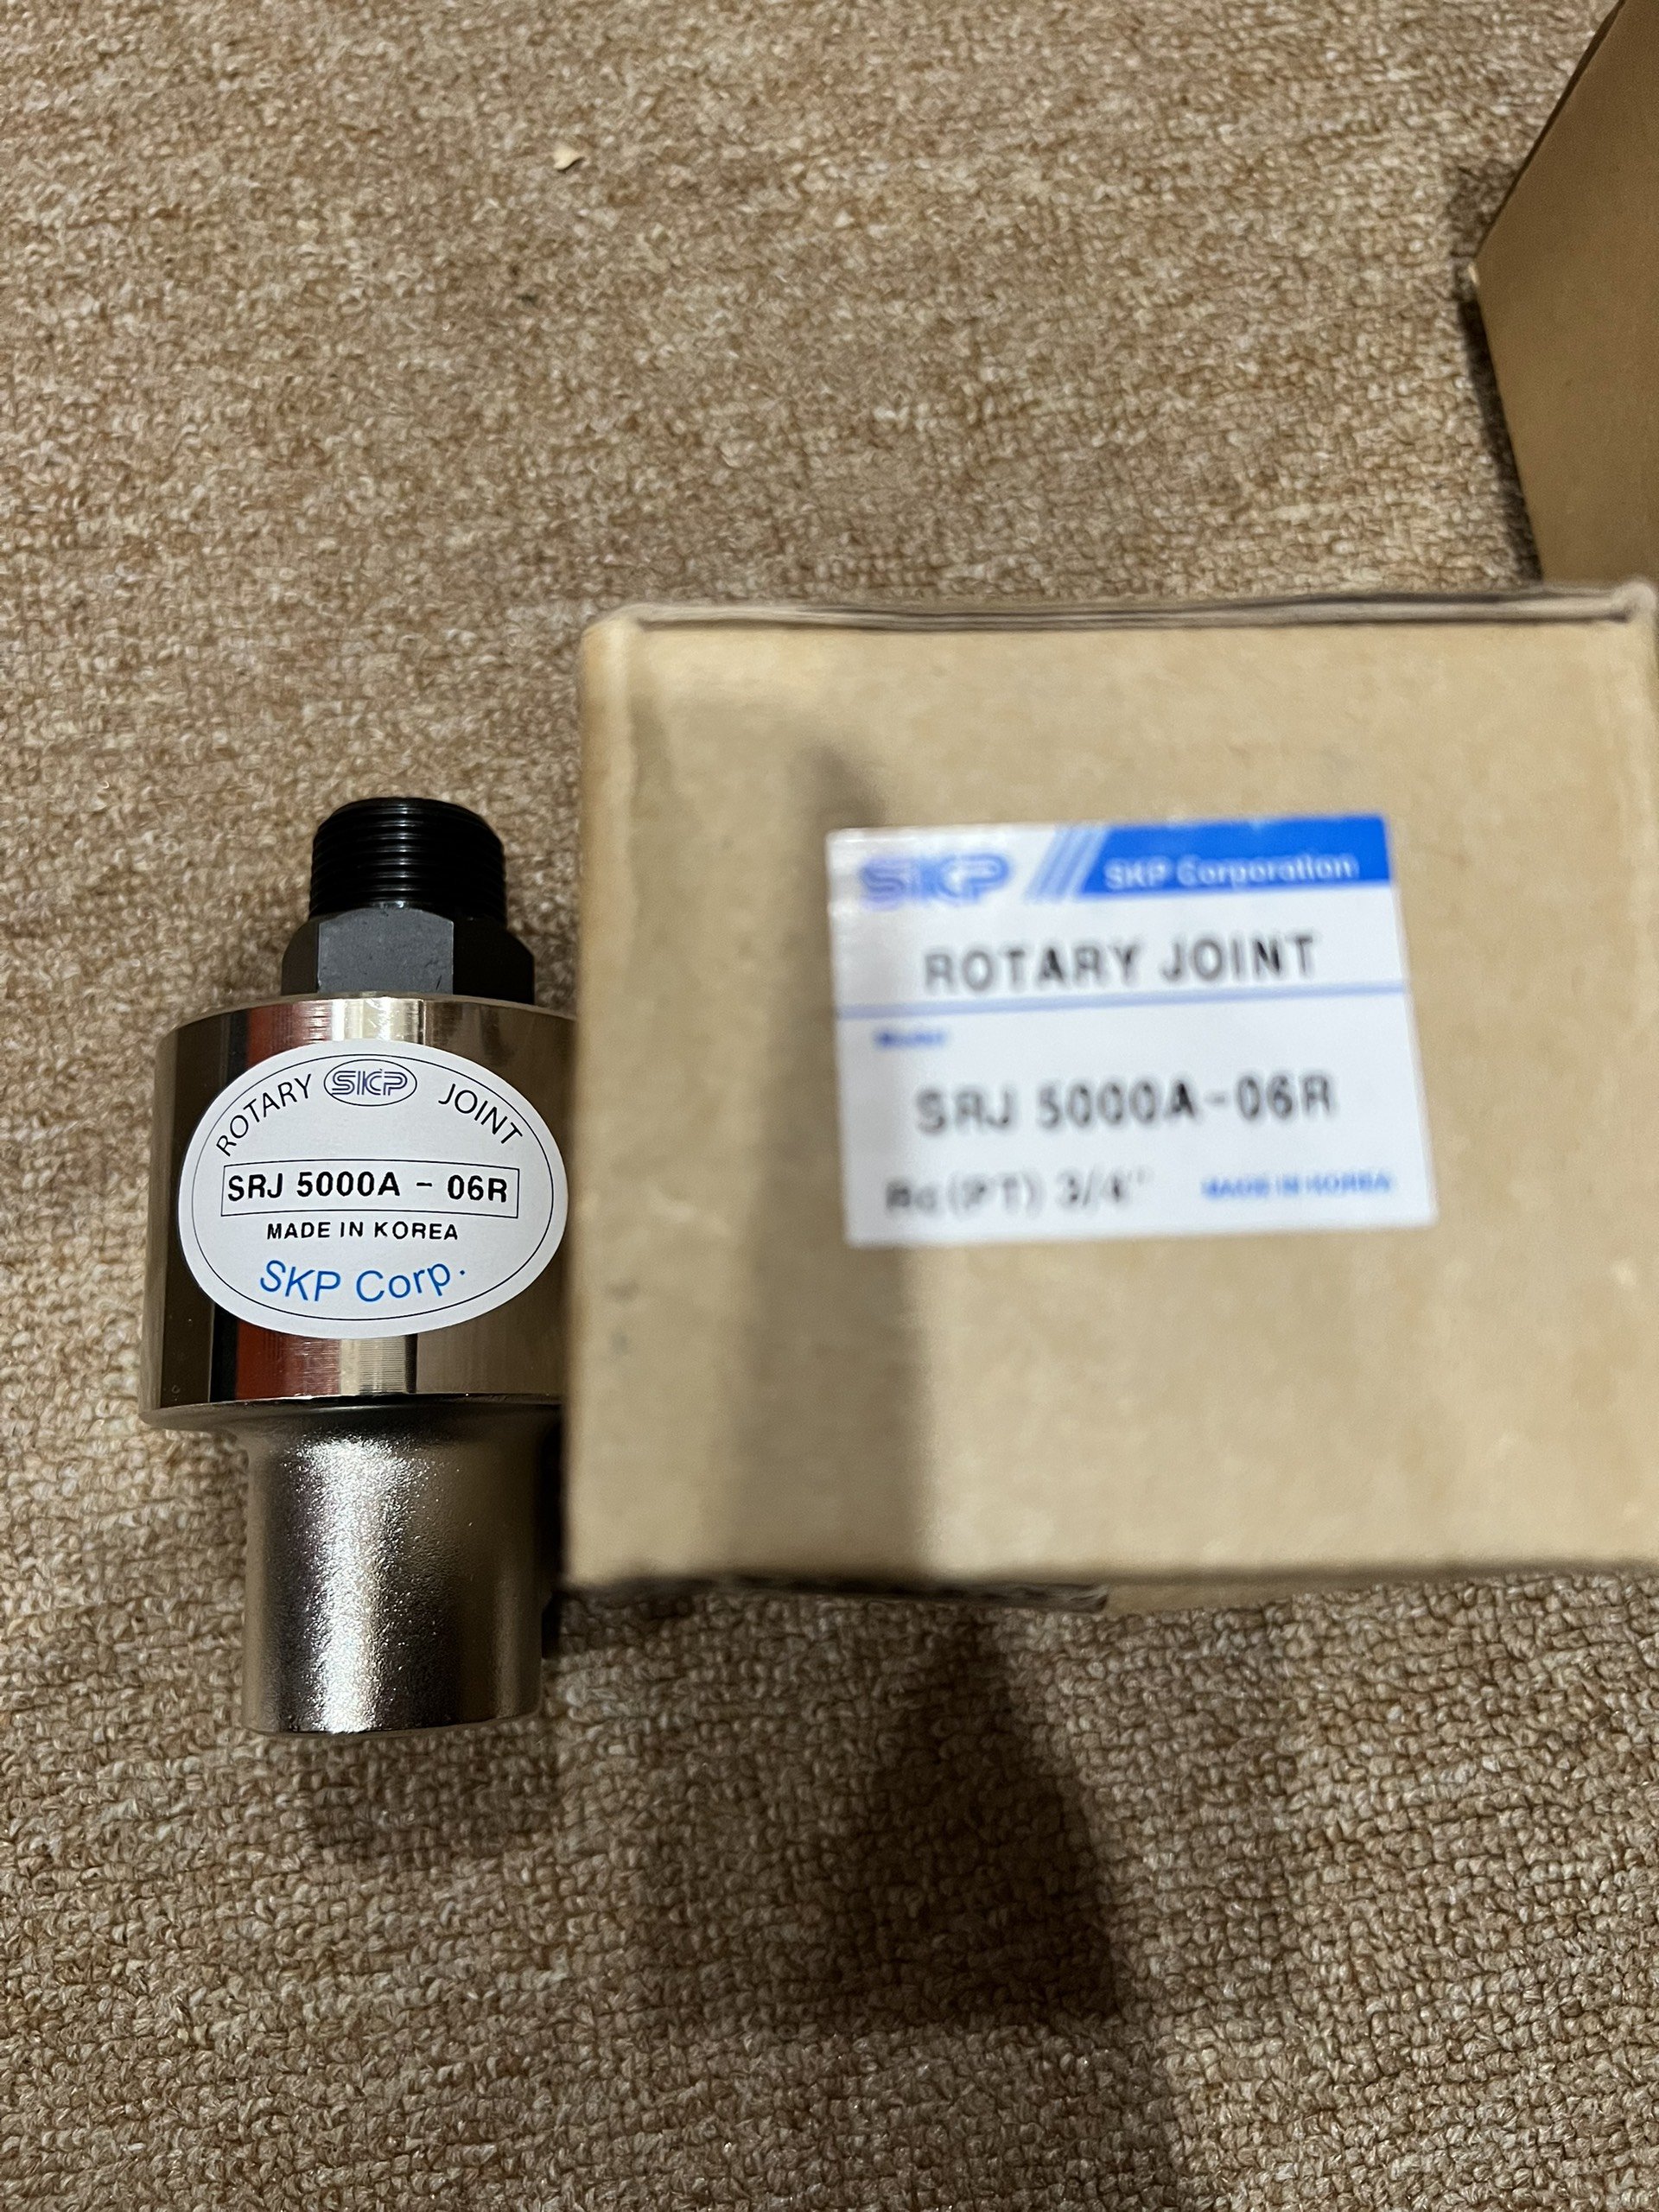 ROTARY SKP JOINT
SRJ 5000A - 06R
MADE IN KOREA
SKP Corp.
SKP SKP Corporation
ROTARY JOINT
Model
SRJ 5000A-06R
Rc(PT) 3/4" MADE IN KOREA